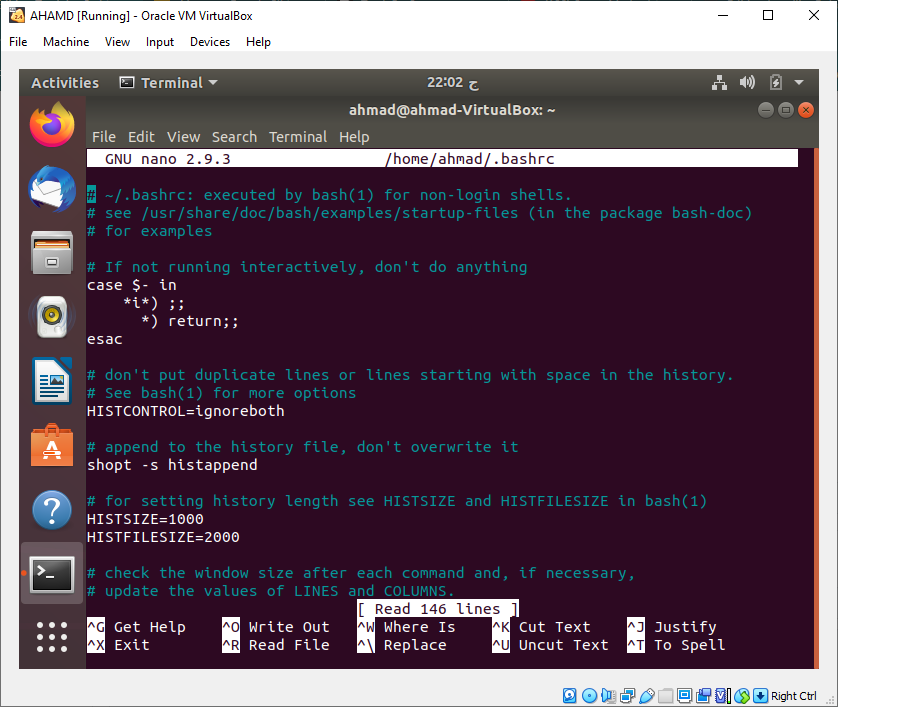 AHAMD [Running] - Oracle VM VirtualBox
File Machine View Input Devices Help
Activities Terminal 22:02 ح
ahmad@ahmad-VirtualBox: ~
File Edit View Search Terminal Help
GNU nano 2.9.3 /home/ahmad/.bashrc
# ~/.bashrc: executed by bash(1) for non-login shells.
# see /usr/share/doc/bash/examples/startup-files (in the package bash-doc)
# for examples
# If not running interactively, don't do anything
case $- in
*i*) ;;
*) return;;
esac
# don't put duplicate lines or lines starting with space in the history.
# See bash(1) for more options
HISTCONTROL=ignoreboth
# append to the history file, don't overwrite it
shopt -s histappend
# for setting history length see HISTSIZE and HISTFILESIZE in bash(1)
HISTSIZE=1000
HISTFILESIZE=2000
# check the window size after each command and, if necessary,
# update the values of LINES and COLUMNS.
[ Read 146 lines ]
^G Get Help ^O Write Out ^W Where Is ^K Cut Text ^J Justify
^X Exit ^R Read File ^\ Replace ^U Uncut Text ^T To Spell
Right Ctrl